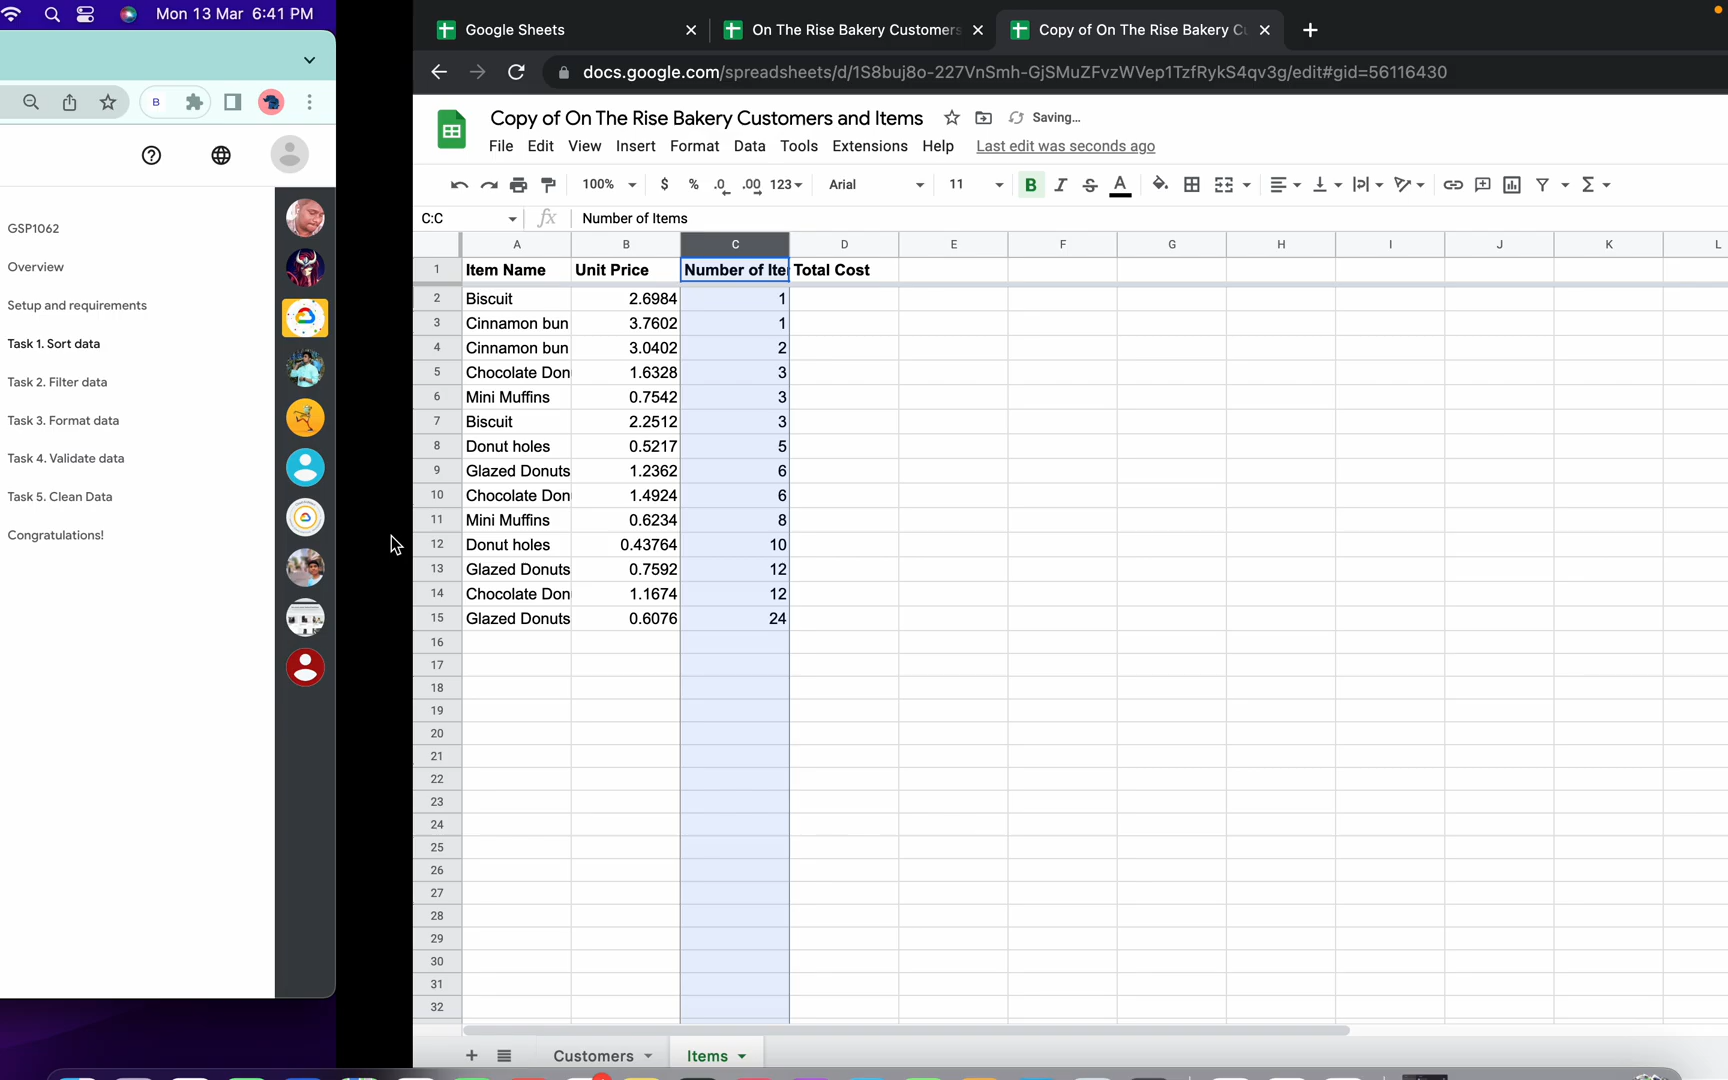 Mon 13 Mar 6:41 PM
B
GSP1062
Overview
Setup and requirements
Task 1. Sort data
Task 2. Filter data
Task 3. Format data
Task 4. Validate data
Task 5. Clean Data
Congratulations!
Google Sheets
On The Rise Bakery Customers
Copy of On The Rise Bakery Cu
docs.google.com/spreadsheets/d/1S8buj8o-227VnSmh-GjSMuZFvzWVep1TzfRykS4qv3g/edit#gid=56116430
Copy of On The Rise Bakery Customers and Items Saving…
File Edit View Insert Format Data Tools Extensions Help Last edit was seconds ago
100% $ % .0 .00 123 Arial 11 B I S A
C:C fx Number of Items
A B C D E F G H I J K L
1 Item Name Unit Price Number of Ite Total Cost
2 Biscuit 2.6984 1
3 Cinnamon bun 3.7602 1
4 Cinnamon bun 3.0402 2
5 Chocolate Don 1.6328 3
6 Mini Muffins 0.7542 3
7 Biscuit 2.2512 3
8 Donut holes 0.5217 5
9 Glazed Donuts 1.2362 6
10 Chocolate Don 1.4924 6
11 Mini Muffins 0.6234 8
12 Donut holes 0.43764 10
13 Glazed Donuts 0.7592 12
14 Chocolate Don 1.1674 12
15 Glazed Donuts 0.6076 24
16
17
18
19
20
21
22
23
24
25
26
27
28
29
30
31
32
Customers Items